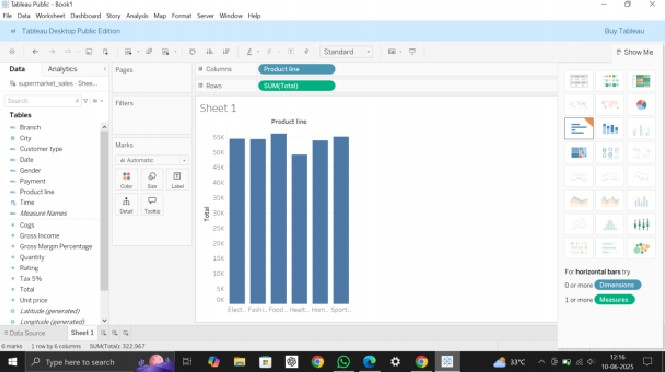 Tableau Public - Book1
File Data Worksheet Dashboard Story Analysis Map Format Server Window Help
Tableau Desktop Public Edition
Buy Tableau
Standard
Show Me
Data
Analytics
Pages
Columns
Product line
Rows
SUM(Total)
supermarket_sales - Shee...
Search
Tables
Branch
City
Customer type
Date
Gender
Payment
Product line
Time
Measure Names
Cogs
Gross Income
Gross Margin Percentage
Quantity
Rating
Tax 5%
Total
Unit price
Latitude (generated)
Longitude (generated)
Filters
Marks
Automatic
Color
Size
Label
Detail
Tooltip
Sheet 1
Product line
55K
50K
45K
40K
35K
30K
25K
20K
15K
10K
5K
0K
Total
Elect...
Fashi...
Food...
Healt...
Hom...
Sport...
For horizontal bars try
0 or more Dimensions
1 or more Measures
Data Source
Sheet 1
6 marks
1 row by 6 columns
SUM(Total): 322,967
Type here to search
33°C
12:16
10-06-2025